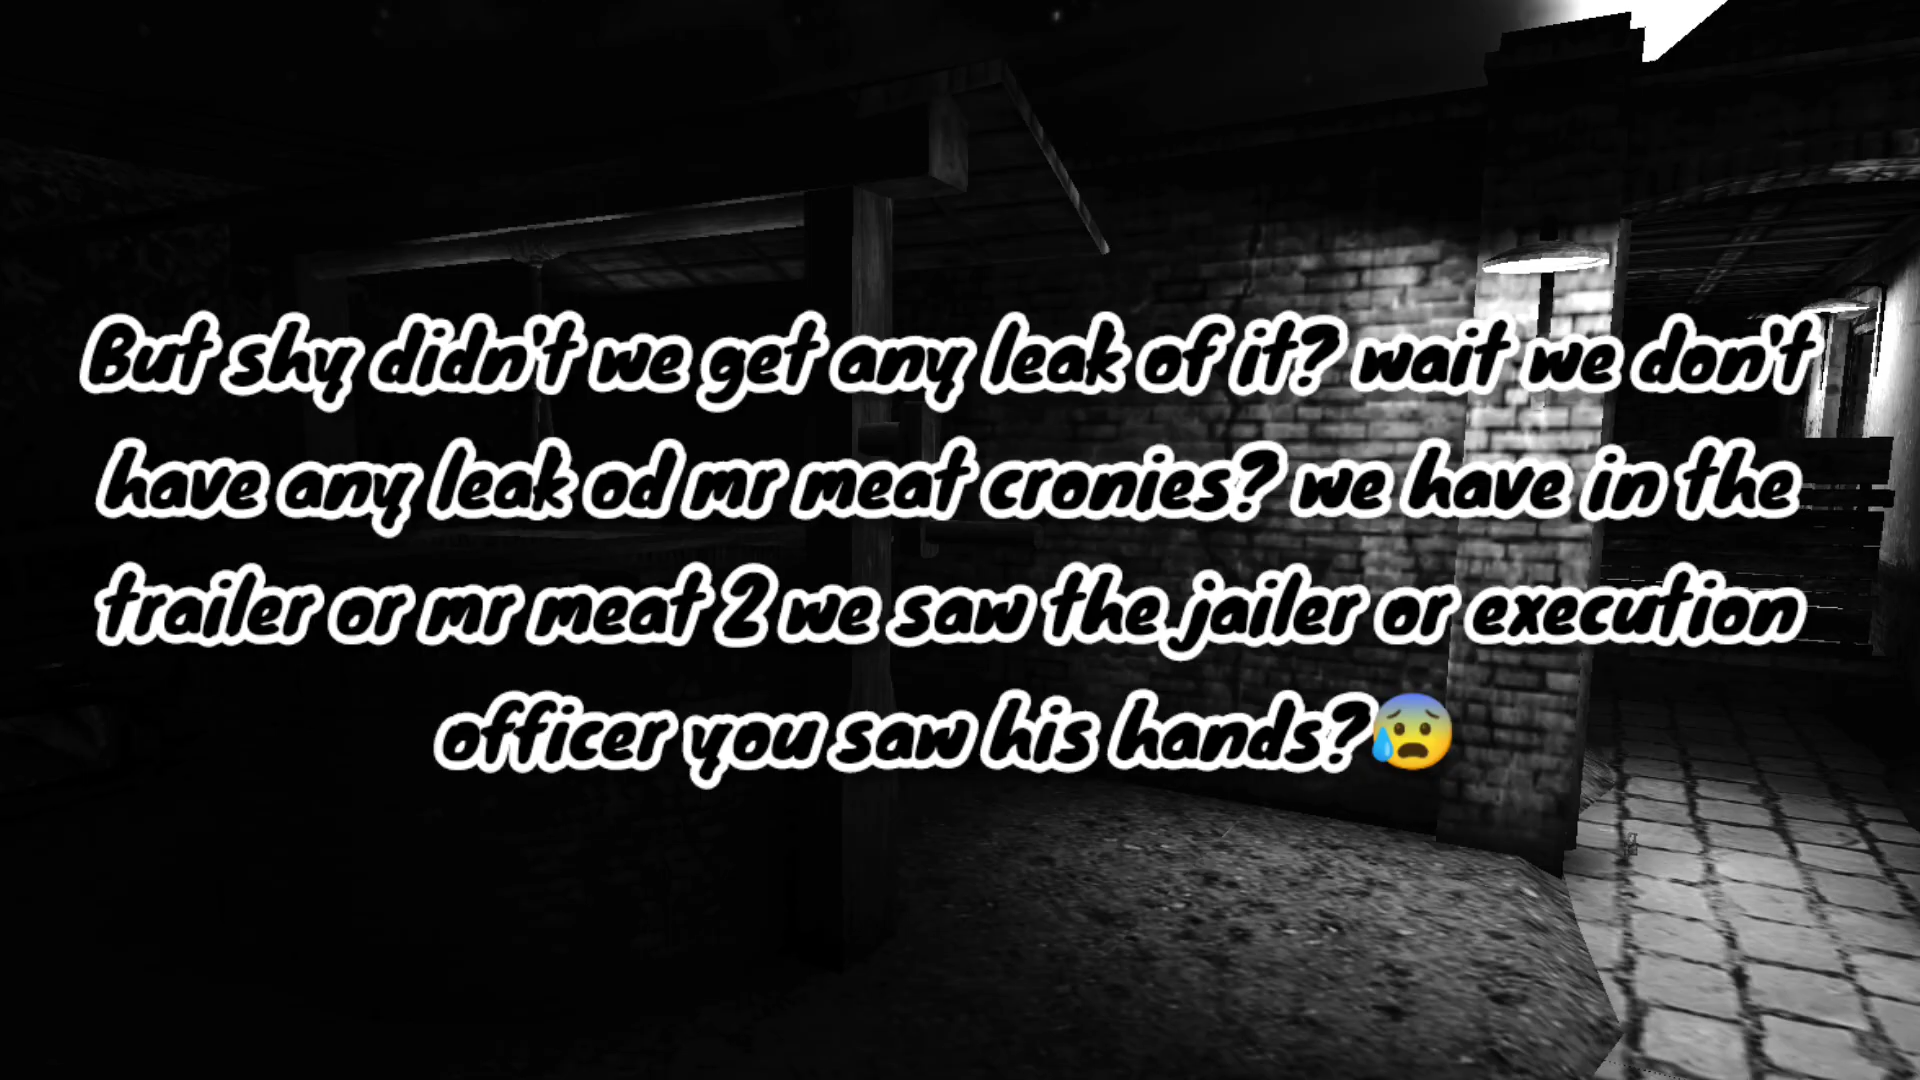 But shy didn't we get any leak of it? wait we don't
have any leak od mr meat cronies? we have in the
trailer or mr meat 2 we saw the jailer or execution
officer you saw his hands?😰